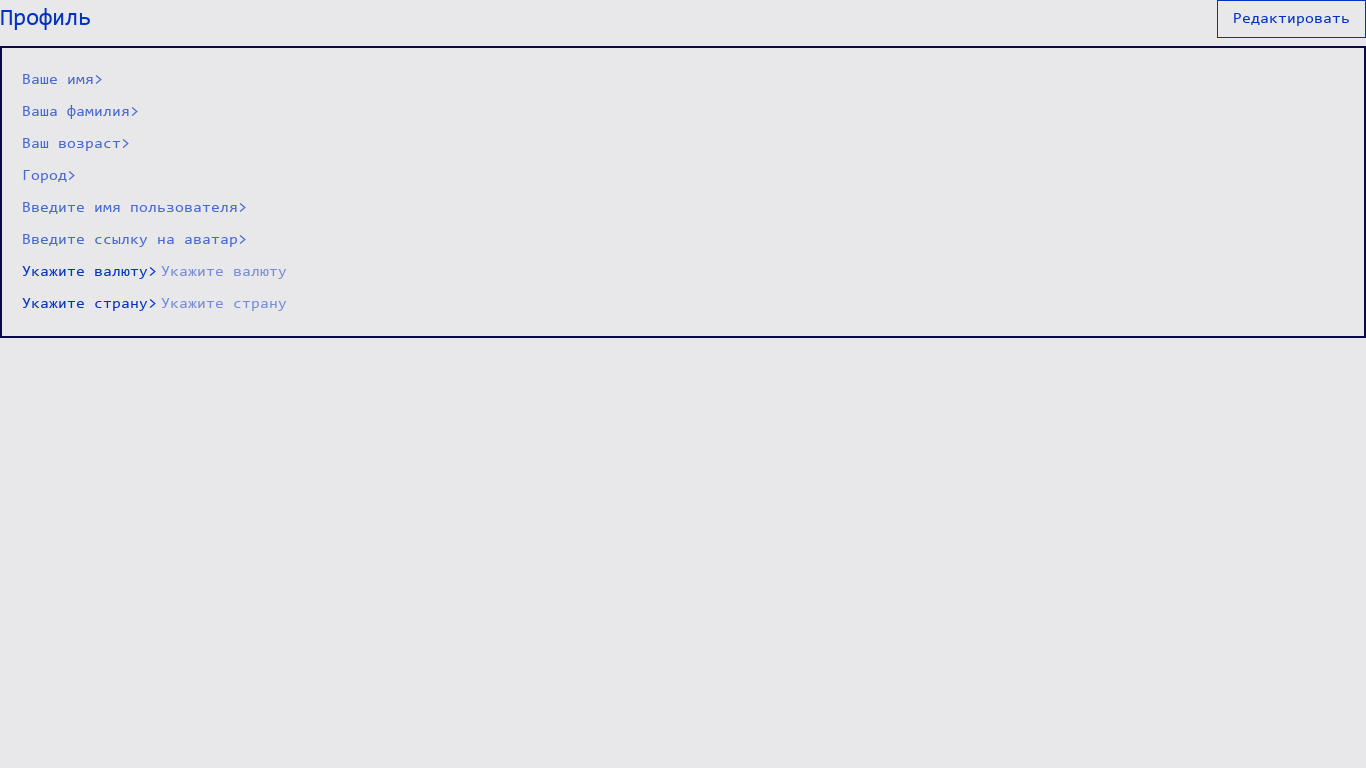 Профиль
Редактировать
Ваше имя>
Ваша фамилия>
Ваш возраст>
Город>
Введите имя пользователя>
Введите ссылку на аватар>
Укажите валюту> Укажите валюту
Укажите страну> Укажите страну